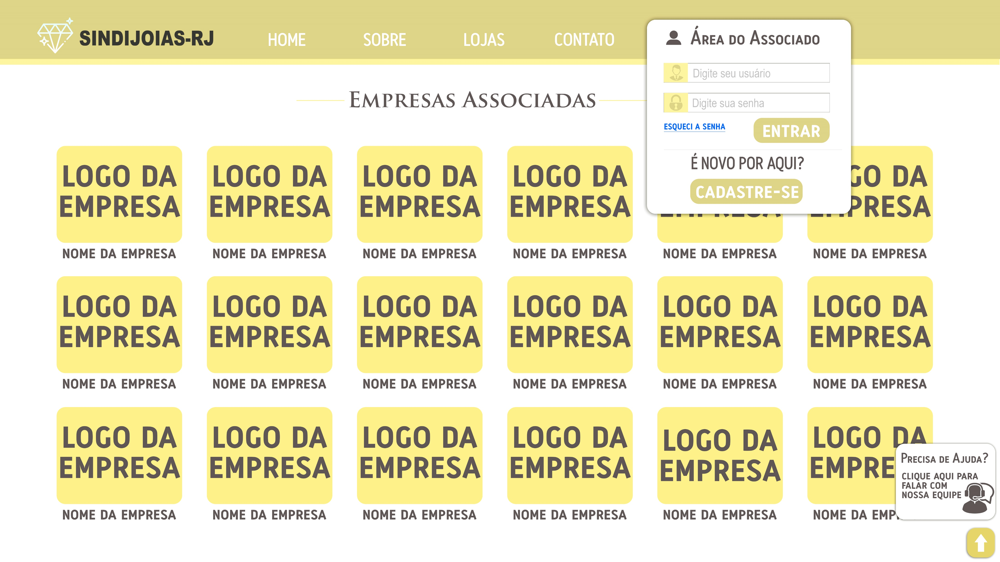 SINDIJOIAS-RJ
HOME
SOBRE
LOJAS
CONTATO
Área do Associado
Digite seu usuário
Digite sua senha
ESQUECI A SENHA
ENTRAR
É NOVO POR AQUI?
CADASTRE-SE
Empresas Associadas
LOGO DA
EMPRESA
LOGO DA
EMPRESA
LOGO DA
EMPRESA
LOGO DA
EMPRESA
GO DA
PRESA
NOME DA EMPRESA
NOME DA EMPRESA
NOME DA EMPRESA
NOME DA EMPRESA
NOME DA EMPRESA
NOME DA EMPRESA
LOGO DA
EMPRESA
LOGO DA
EMPRESA
LOGO DA
EMPRESA
LOGO DA
EMPRESA
LOGO DA
EMPRESA
LOGO DA
EMPRESA
NOME DA EMPRESA
NOME DA EMPRESA
NOME DA EMPRESA
NOME DA EMPRESA
NOME DA EMPRESA
NOME DA EMPRESA
LOGO DA
EMPRESA
LOGO DA
EMPRESA
LOGO DA
EMPRESA
LOGO DA
EMPRESA
LOGO DA
EMPRESA
LOGO DA
EMPRE
NOME DA EMPRESA
NOME DA EMPRESA
NOME DA EMPRESA
NOME DA EMPRESA
NOME DA EMPRESA
NOME DA EMP
Precisa de Ajuda?
CLIQUE AQUI PARA
FALAR COM
NOSSA EQUIPE